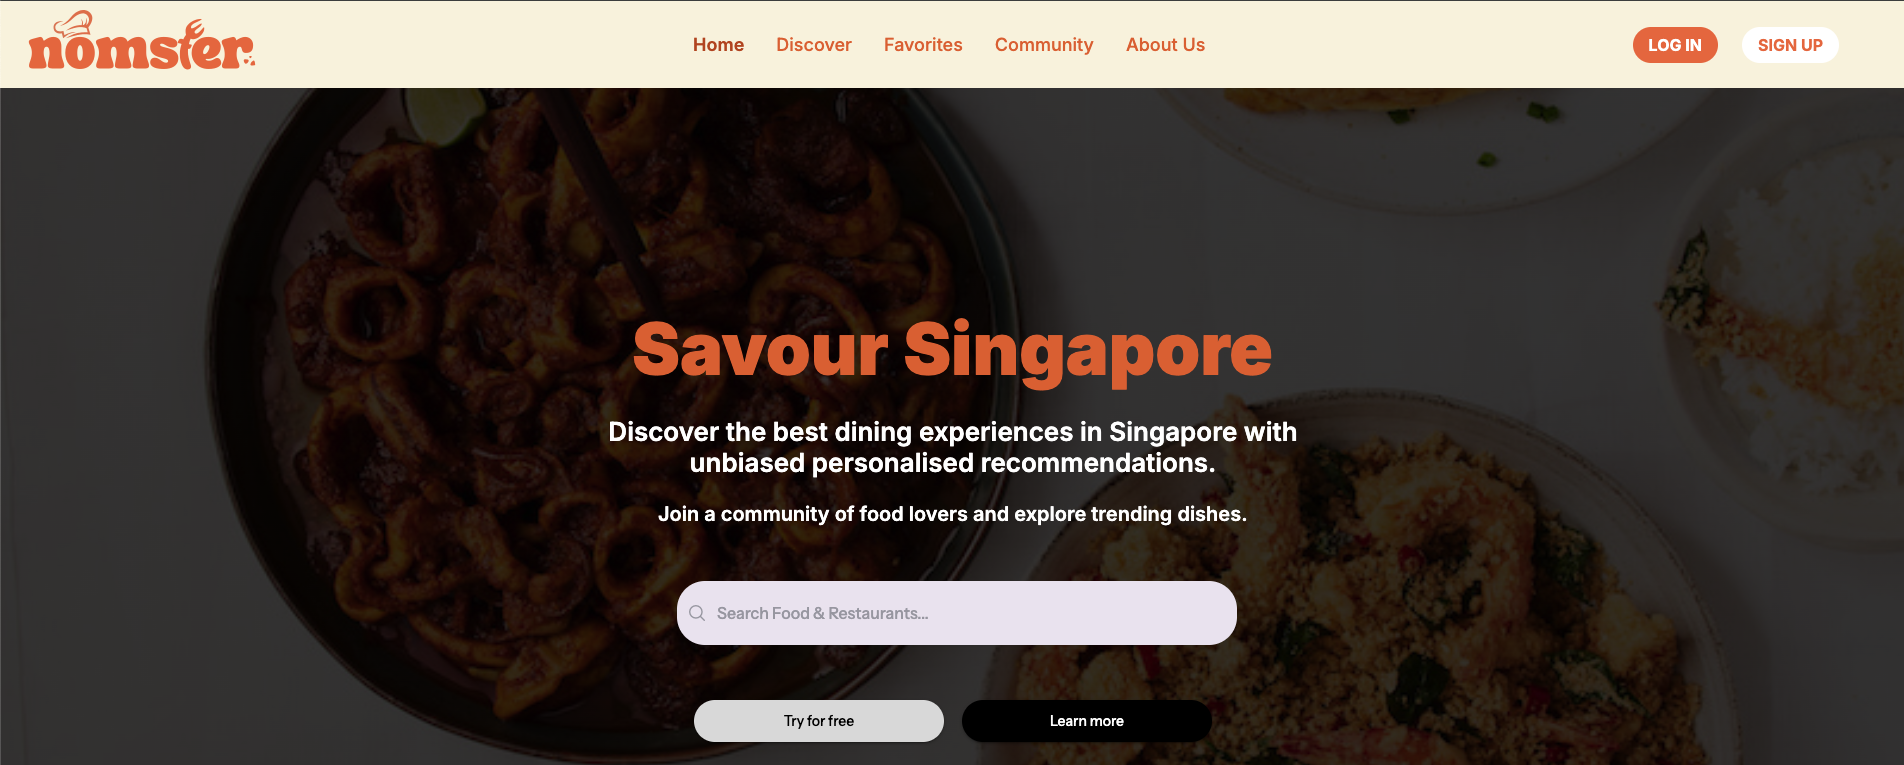 nomster.
Home Discover Favorites Community About Us
LOG IN SIGN UP
Savour Singapore
Discover the best dining experiences in Singapore with
unbiased personalised recommendations.
Join a community of food lovers and explore trending dishes.
Search Food & Restaurants...
Try for free Learn more